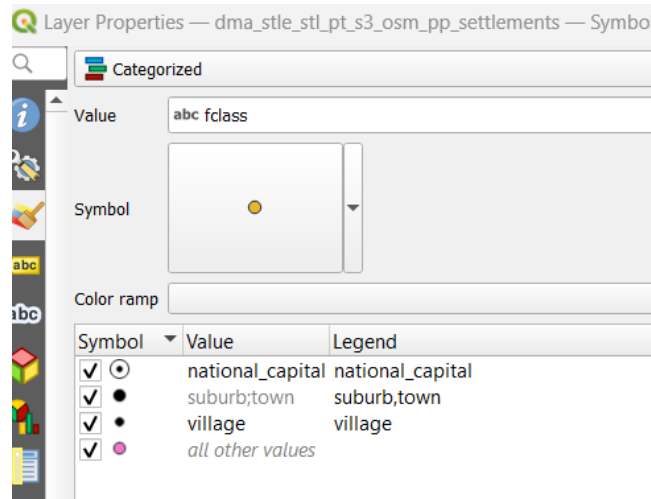 Layer Properties — dma_stle_stl_pt_s3_osm_pp_settlements — Symbo
Categorized
Value abc fclass
Symbol
abc
Color ramp
abc
Symbol Value Legend
national_capital national_capital
suburb;town suburb,town
village village
all other values